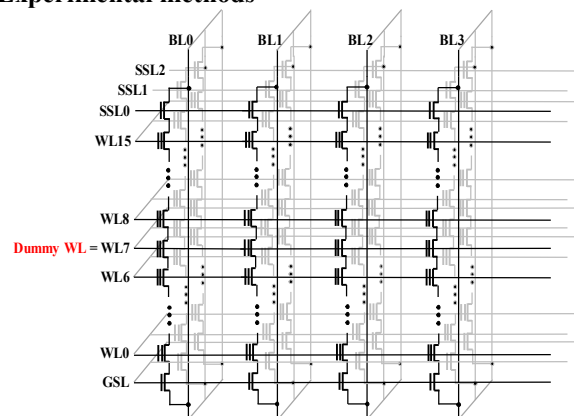 Experimental methods
BL0 BL1 BL2 BL3
SSL2
SSL1
SSL0
WL15
WL8
Dummy WL = WL7
WL6
WL0
GSL